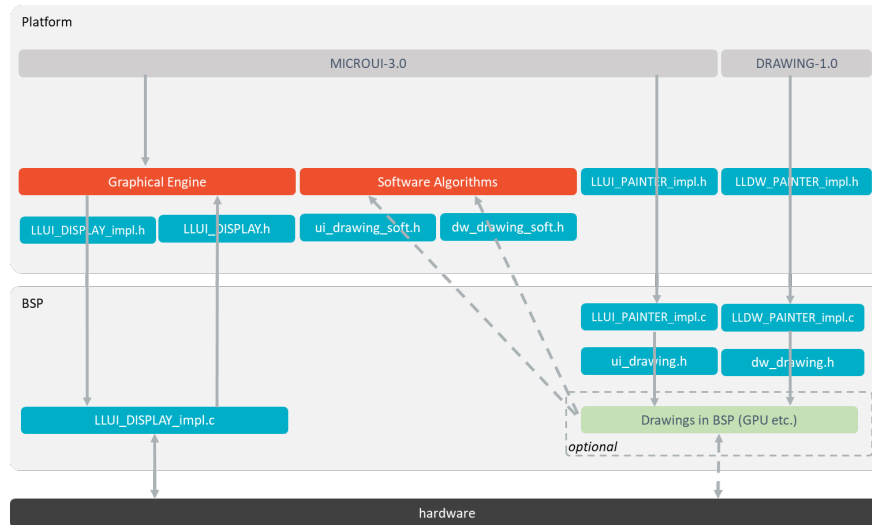 Platform
MICROUI-3.0
DRAWING-1.0
Graphical Engine
Software Algorithms
LLUI_PAINTER_impl.h
LLDW_PAINTER_impl.h
LLUI_DISPLAY_impl.h
LLUI_DISPLAY.h
ui_drawing_soft.h
dw_drawing_soft.h
BSP
LLUI_PAINTER_impl.c
LLDW_PAINTER_impl.c
ui_drawing.h
dw_drawing.h
LLUI_DISPLAY_impl.c
Drawings in BSP (GPU etc.)
optional
hardware